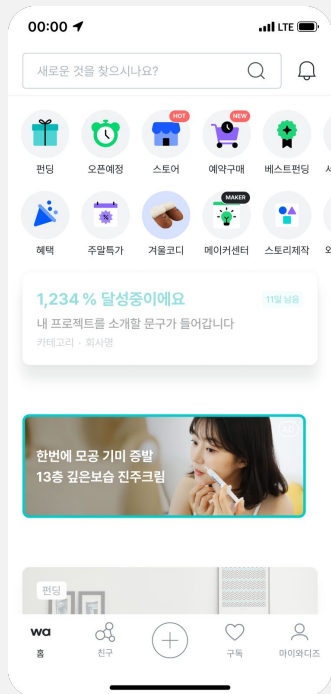 00:00
LTE
새로운 것을 찾으시나요?
HOT
NEW
펀딩
오픈예정
스토어
예약구매
베스트펀딩
MAKER
혜택
주말특가
겨울코디
메이커센터
스토리제작
1,234 % 달성중이에요
11일 남음
내 프로젝트를 소개할 문구가 들어갑니다
카테고리 · 회사명
AD
한번에 모공 기미 증발
13층 깊은보습 진주크림
펀딩
wa
홈
친구
구독
마이와디즈